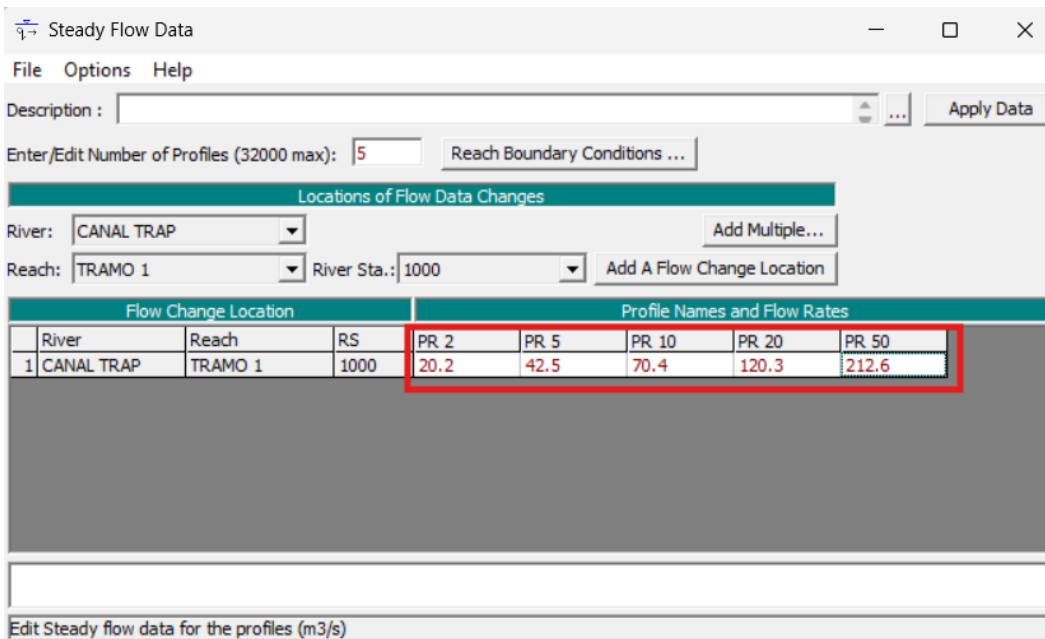 Steady Flow Data
File Options Help
Description : ... Apply Data
Enter/Edit Number of Profiles (32000 max): 5 Reach Boundary Conditions ...
Locations of Flow Data Changes
River: CANAL TRAP Add Multiple...
Reach: TRAMO 1 River Sta.: 1000 Add A Flow Change Location
Flow Change Location Profile Names and Flow Rates
River Reach RS PR 2 PR 5 PR 10 PR 20 PR 50
1 CANAL TRAP TRAMO 1 1000 20.2 42.5 70.4 120.3 212.6
Edit Steady flow data for the profiles (m3/s)